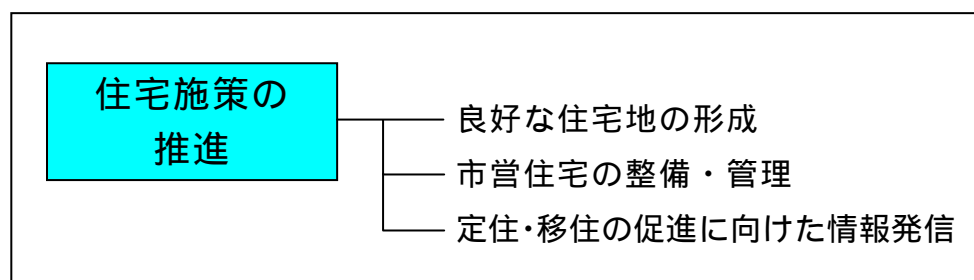 住宅施策の
推進
良好な住宅地の形成
市営住宅の整備・管理
定住･移住の促進に向けた情報発信